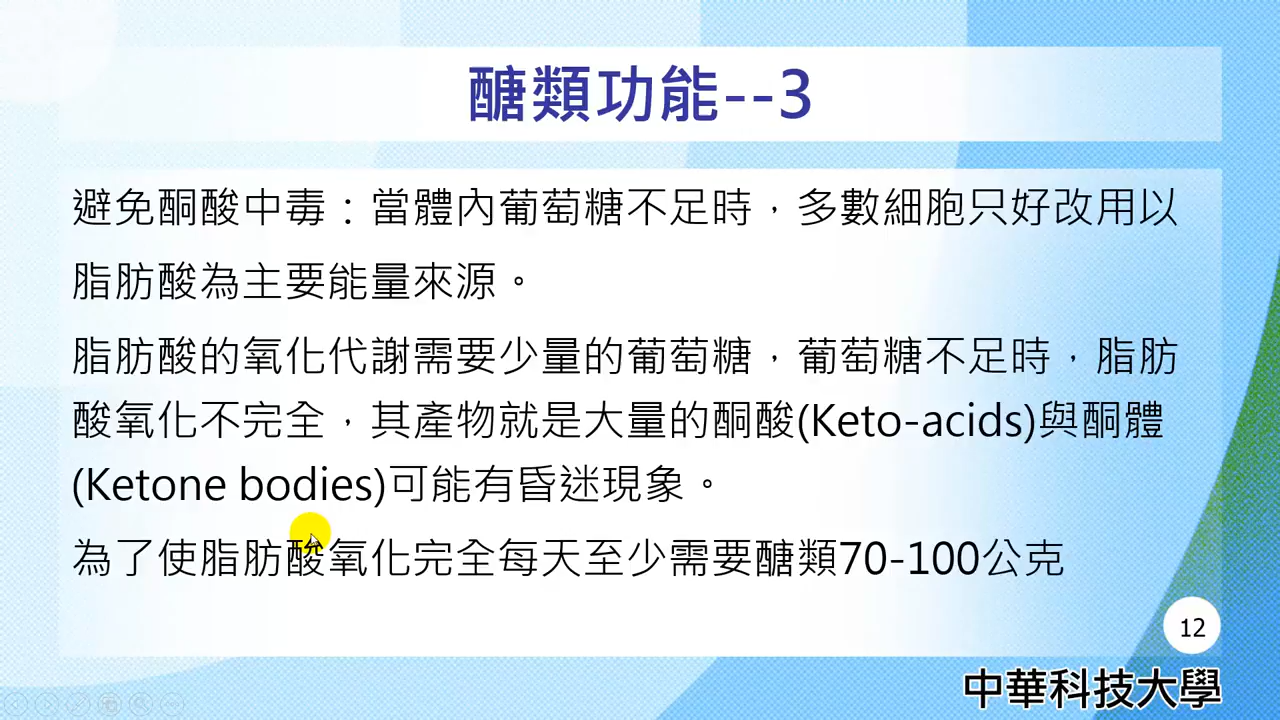 醣類功能--3
避免酮酸中毒：當體內葡萄糖不足時，多數細胞只好改用以
脂肪酸為主要能量來源。
脂肪酸的氧化代謝需要少量的葡萄糖，葡萄糖不足時，脂肪
酸氧化不完全，其產物就是大量的酮酸(Keto-acids)與酮體
(Ketone bodies)可能有昏迷現象。
為了使脂肪酸氧化完全每天至少需要醣類70-100公克
12
中華科技大學